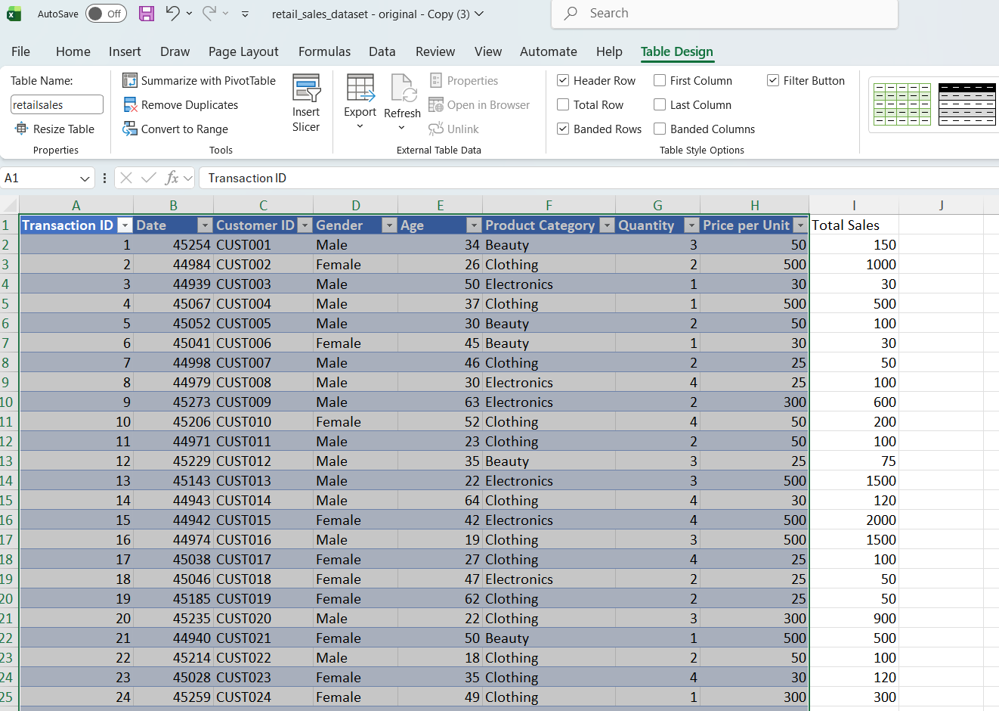 AutoSave Off retail_sales_dataset - original - Copy (3) Search
File Home Insert Draw Page Layout Formulas Data Review View Automate Help Table Design
Table Name:
retailsales
Resize Table
Properties
Summarize with PivotTable
Remove Duplicates
Convert to Range
Tools
Insert
Slicer
Export
Refresh
Properties
Open in Browser
Unlink
External Table Data
Header Row First Column Filter Button
Total Row Last Column
Banded Rows Banded Columns
Table Style Options
A1 fx Transaction ID
A B C D E F G H I J
1 Transaction ID Date Customer ID Gender Age Product Category Quantity Price per Unit Total Sales
2 1 45254 CUST001 Male 34 Beauty 3 50 150
3 2 44984 CUST002 Female 26 Clothing 2 500 1000
4 3 44939 CUST003 Male 50 Electronics 1 30 30
5 4 45067 CUST004 Male 37 Clothing 1 500 500
6 5 45052 CUST005 Male 30 Beauty 2 50 100
7 6 45041 CUST006 Female 45 Beauty 1 30 30
8 7 44998 CUST007 Male 46 Clothing 2 25 50
9 8 44979 CUST008 Male 30 Electronics 4 25 100
10 9 45273 CUST009 Male 63 Electronics 2 300 600
11 10 45206 CUST010 Female 52 Clothing 4 50 200
12 11 44971 CUST011 Male 23 Clothing 2 50 100
13 12 45229 CUST012 Male 35 Beauty 3 25 75
14 13 45143 CUST013 Male 22 Electronics 3 500 1500
15 14 44943 CUST014 Male 64 Clothing 4 30 120
16 15 44942 CUST015 Female 42 Electronics 4 500 2000
17 16 44974 CUST016 Male 19 Clothing 3 500 1500
18 17 45038 CUST017 Female 27 Clothing 4 25 100
19 18 45046 CUST018 Female 47 Electronics 2 25 50
20 19 45185 CUST019 Female 62 Clothing 2 25 50
21 20 45235 CUST020 Male 22 Clothing 3 300 900
22 21 44940 CUST021 Female 50 Beauty 1 500 500
23 22 45214 CUST022 Male 18 Clothing 2 50 100
24 23 45028 CUST023 Female 35 Clothing 4 30 120
25 24 45259 CUST024 Female 49 Clothing 1 300 300